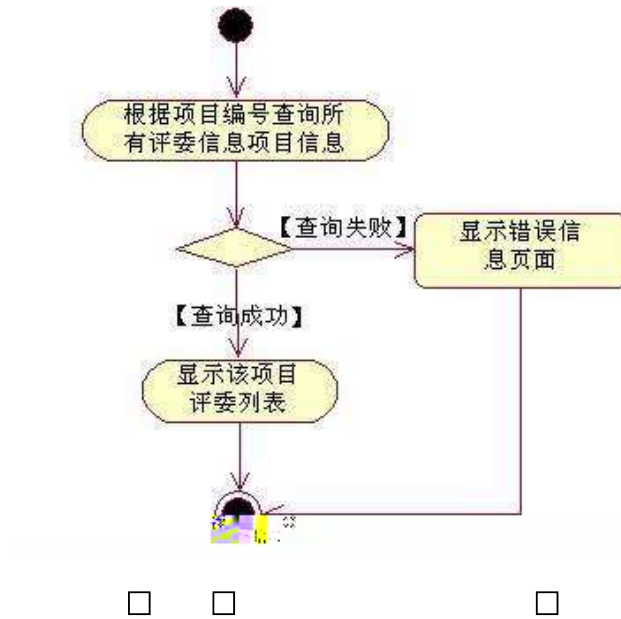 根据项目编号查询所
有评委信息项目信息
【查询失败】
显示错误信
息页面
【查询成功】
显示该项目
评委列表